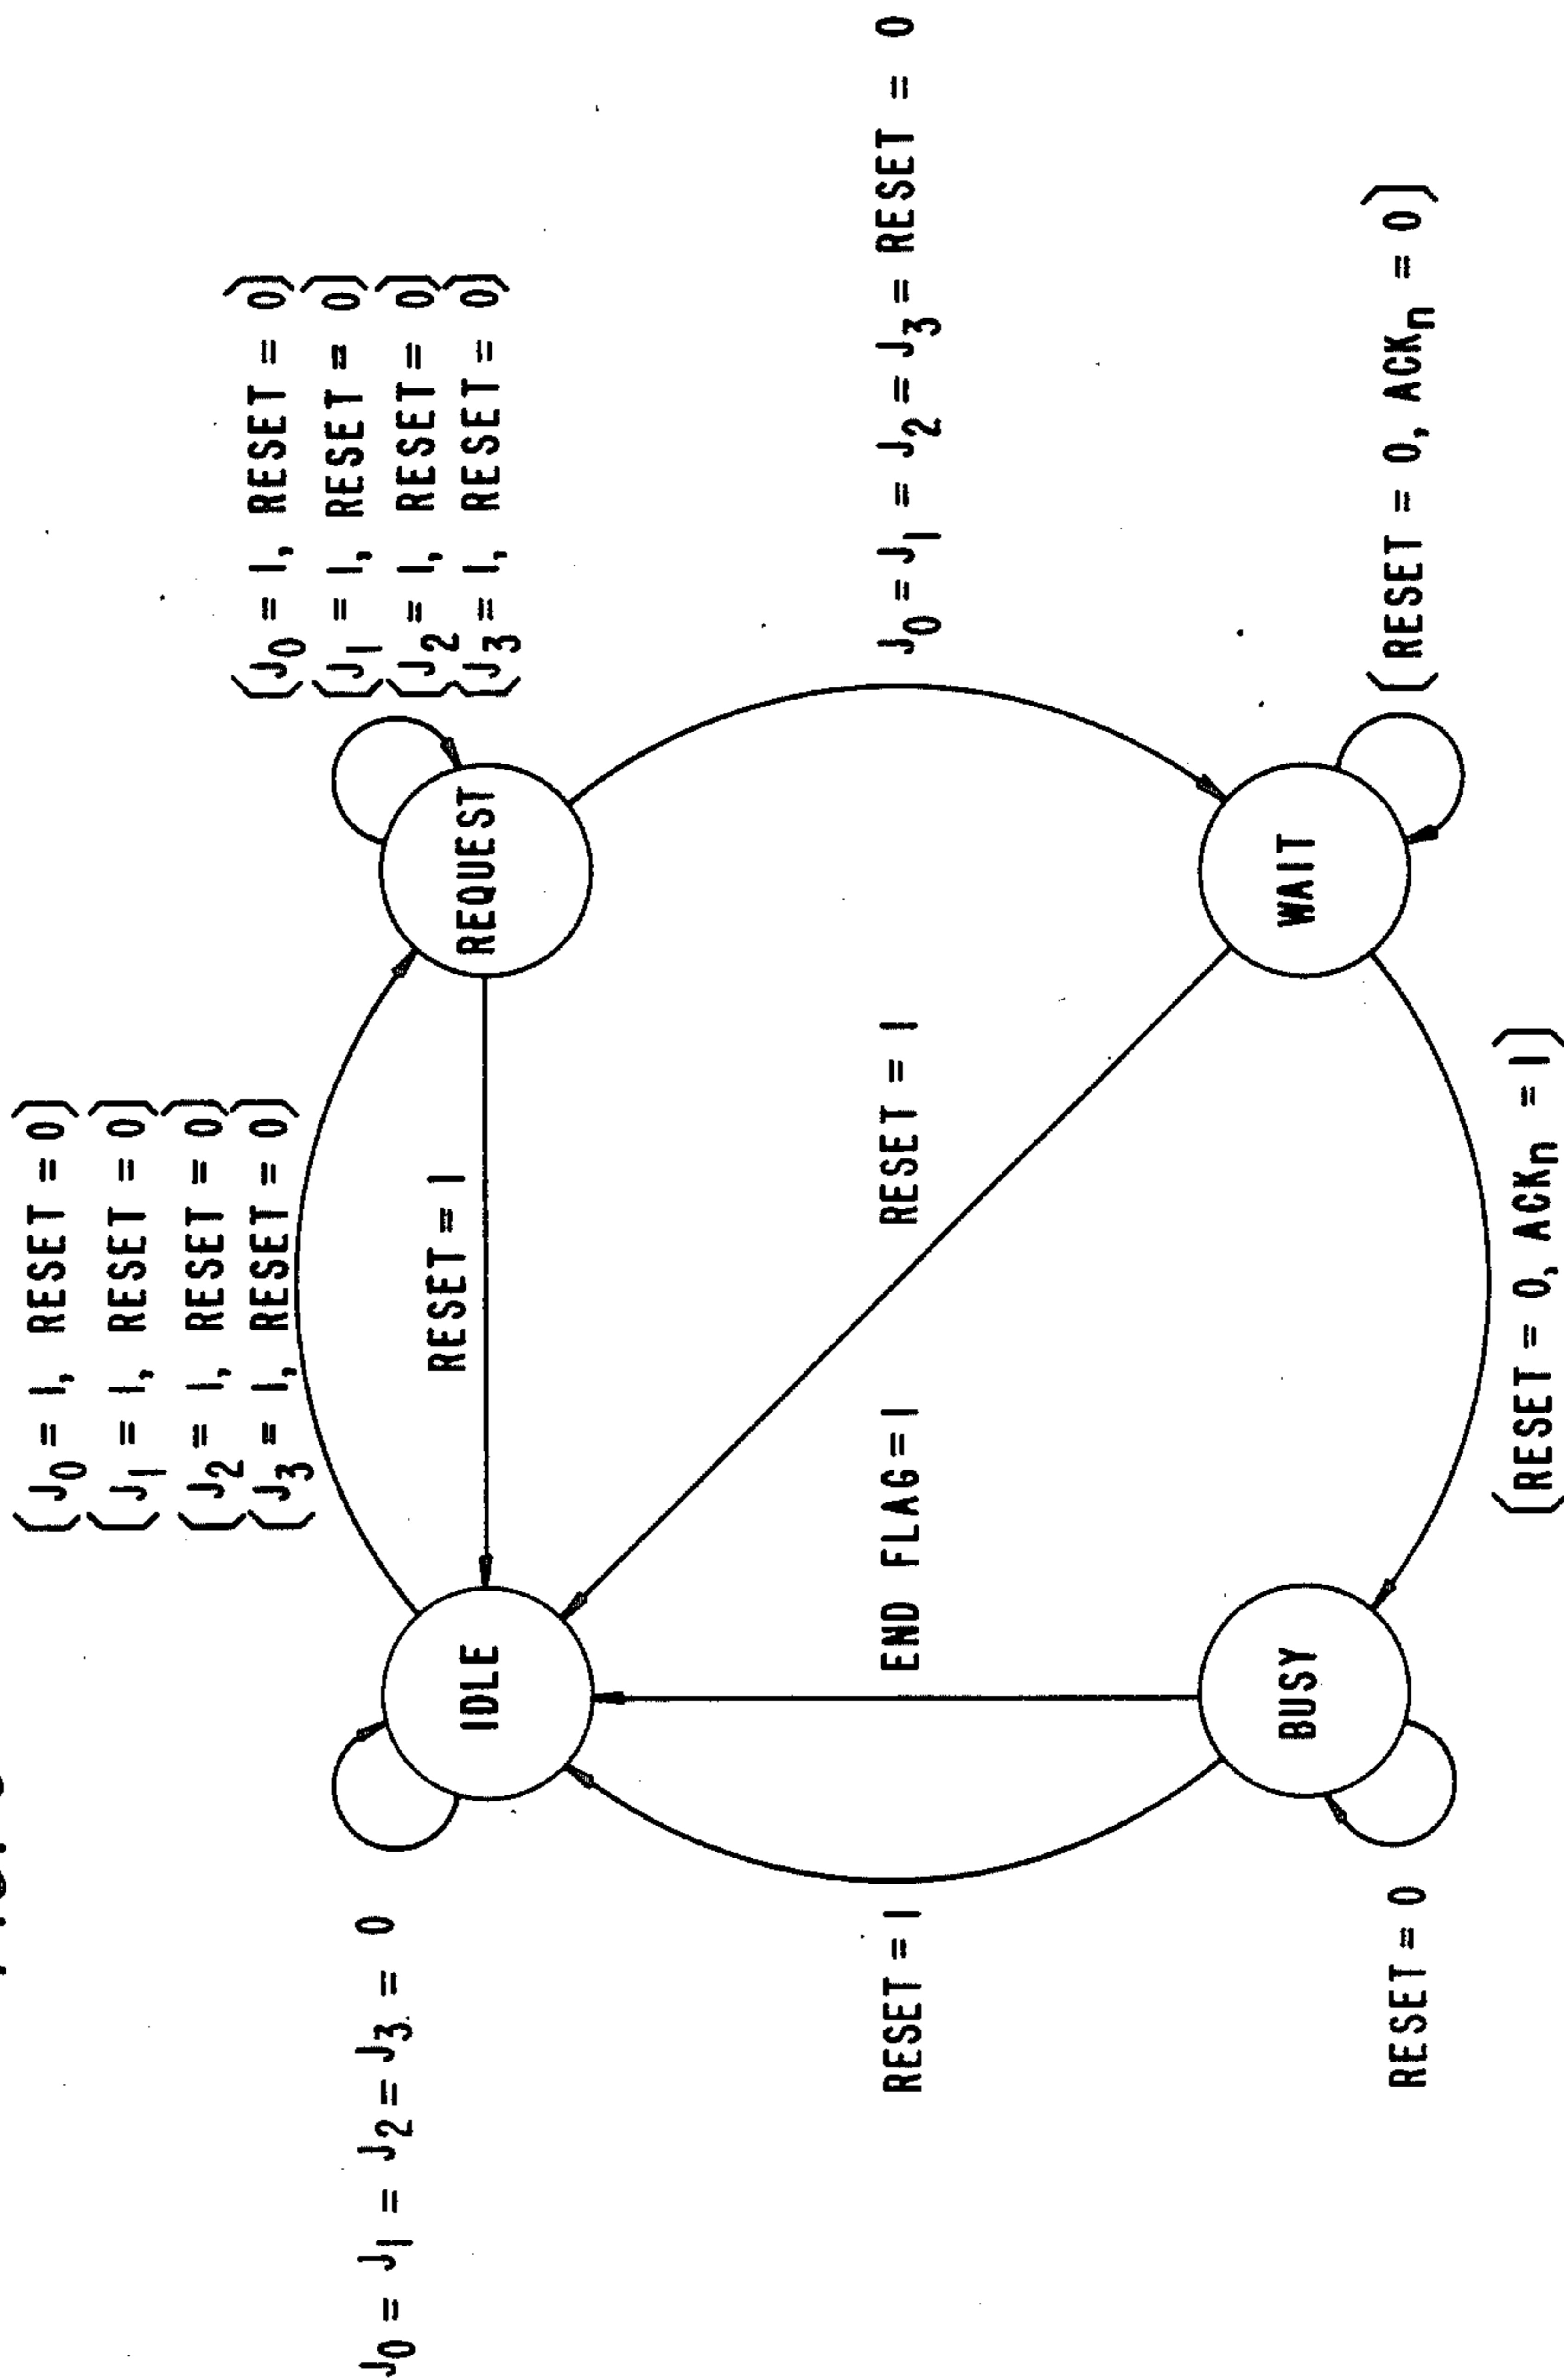 (J0 = 1, RESET = 0)
(J1 = 1, RESET = 0)
(J2 = 1, RESET = 0)
(J3 = 1, RESET = 0)
(J0 = 1, RESET = 0)
(J1 = 1, RESET = 0)
(J2 = 1, RESET = 0)
(J3 = 1, RESET = 0)
J0 = J1 = J2 = J3 = 0
IDLE
RESET = 1
REQUEST
RESET = 1
END FLAG = 1
RESET = 1
J0 = J1 = J2 = J3 = RESET = 0
BUSY
WAIT
RESET = 0
(RESET = 0, ACKn = 0)
(RESET = 0, ACKn = 1)